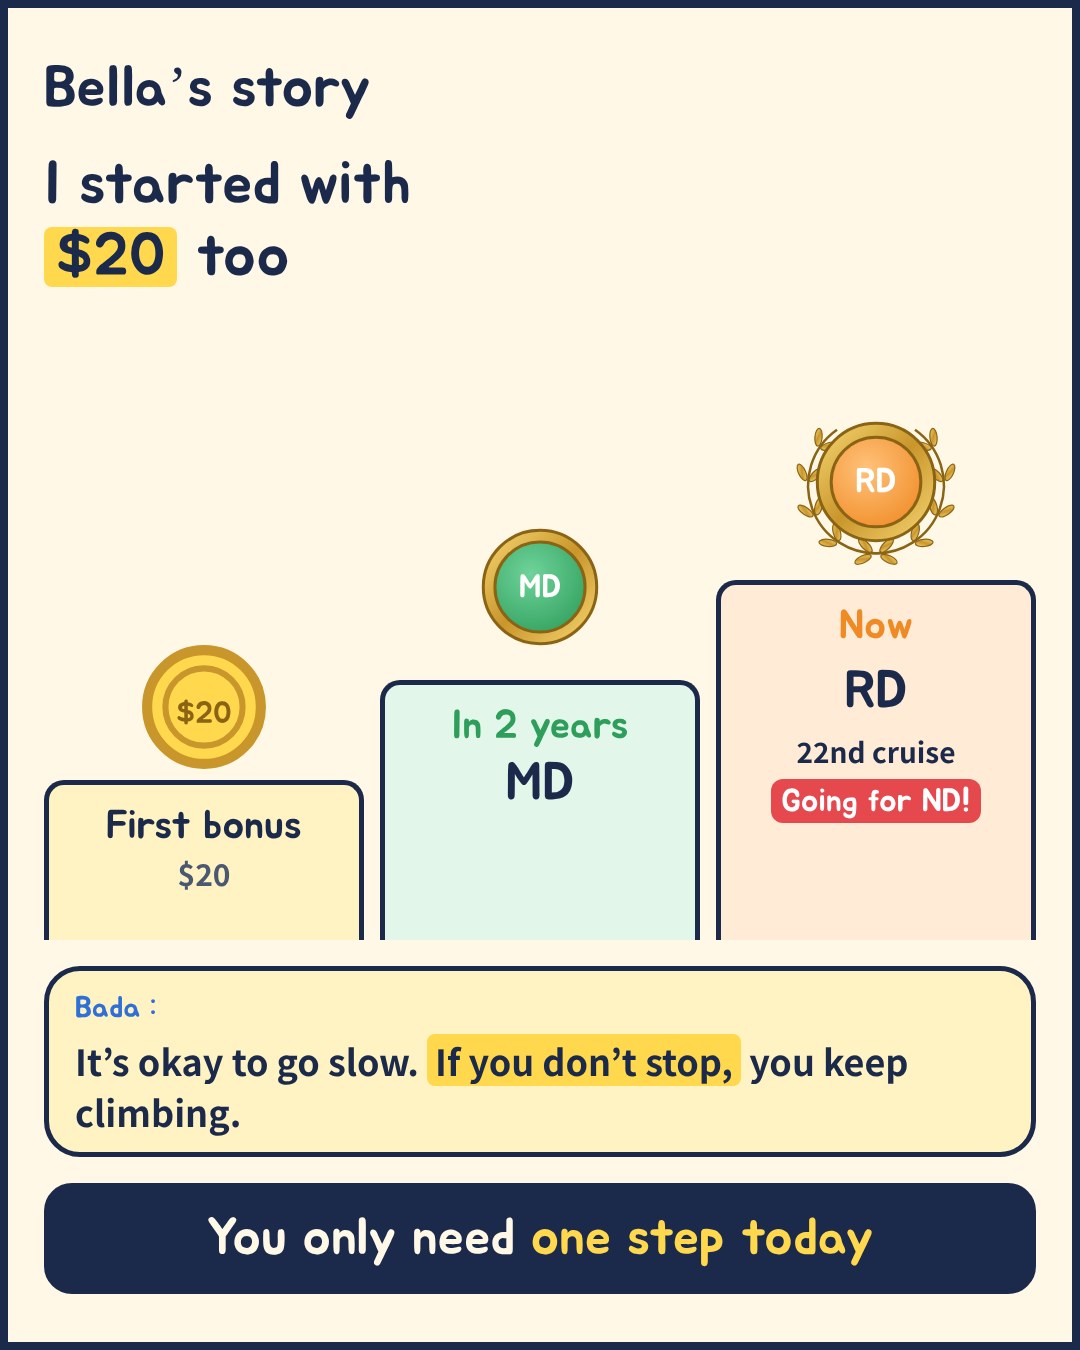 Bella’s story
I started with
$20 too
$20
First bonus
$20
MD
In 2 years
MD
RD
Now
RD
22nd cruise
Going for ND!
Bada :
It’s okay to go slow. If you don’t stop, you keep
climbing.
You only need one step today